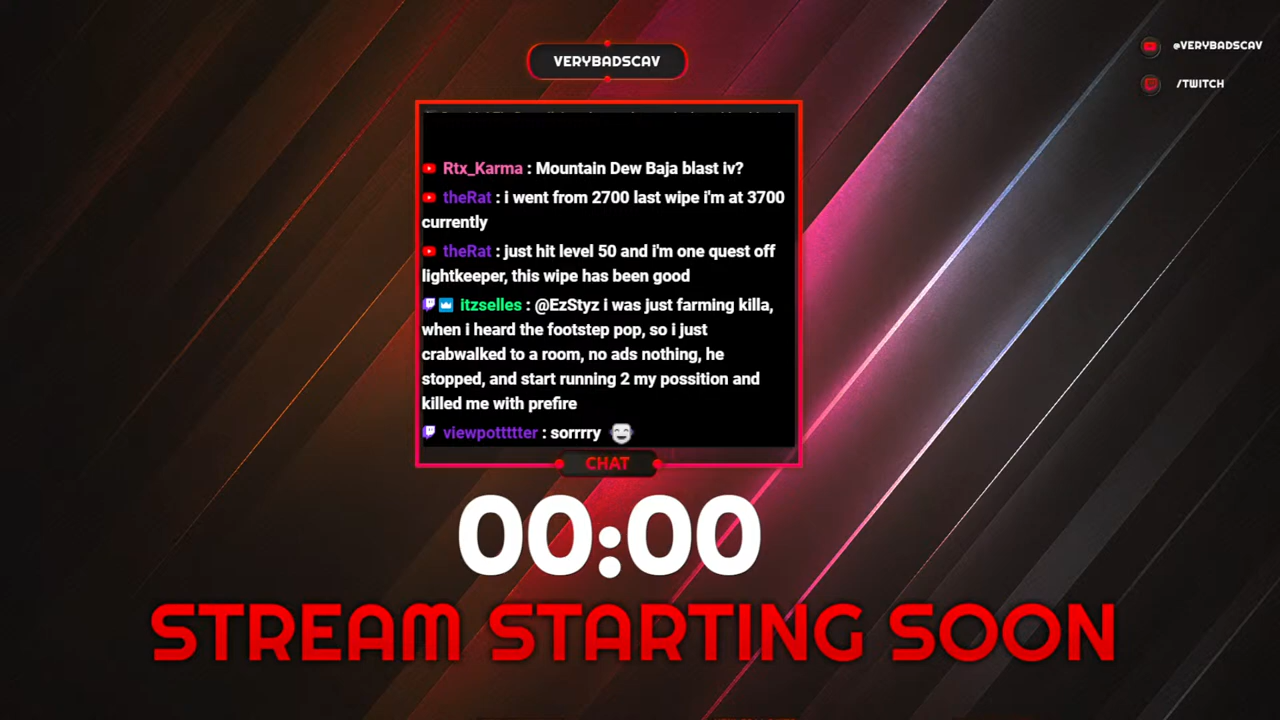 VERYBADSCAV
@VERYBADSCAV
/TWITCH
Rtx_Karma : Mountain Dew Baja blast iv?
theRat : i went from 2700 last wipe i'm at 3700
currently
theRat : just hit level 50 and i'm one quest off
lightkeeper, this wipe has been good
itzselles : @EzStyz i was just farming killa,
when i heard the footstep pop, so i just
crabwalked to a room, no ads nothing, he
stopped, and start running 2 my possition and
killed me with prefire
viewpottttter : sorrrry
CHAT
00:00
STREAM STARTING SOON